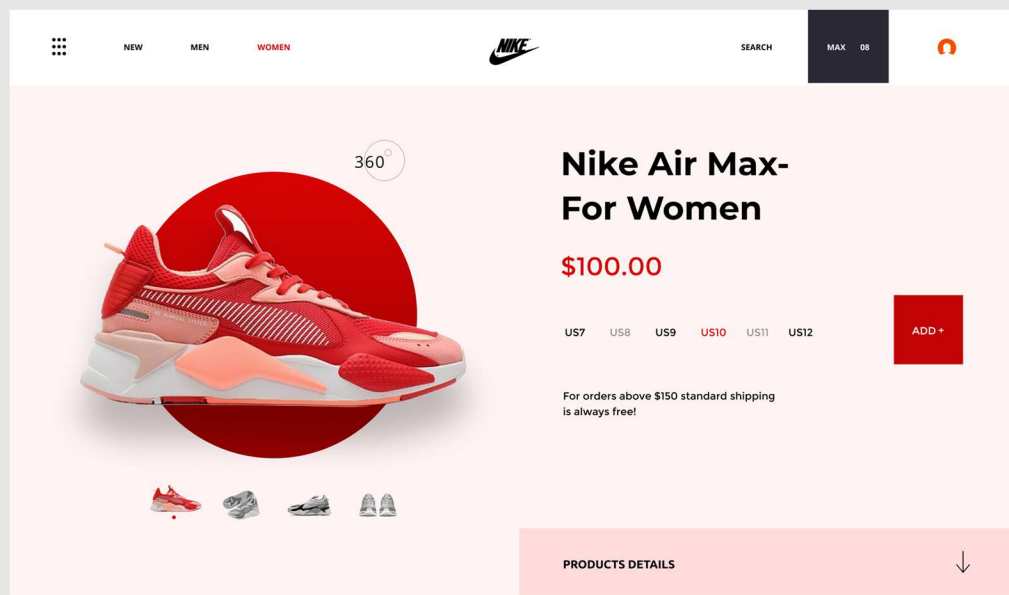 NEW
MEN
WOMEN
NIKE
SEARCH
MAX 08
360°
Nike Air Max-
For Women
$100.00
US7 US8 US9 US10 US11 US12
ADD +
For orders above $150 standard shipping
is always free!
PRODUCTS DETAILS